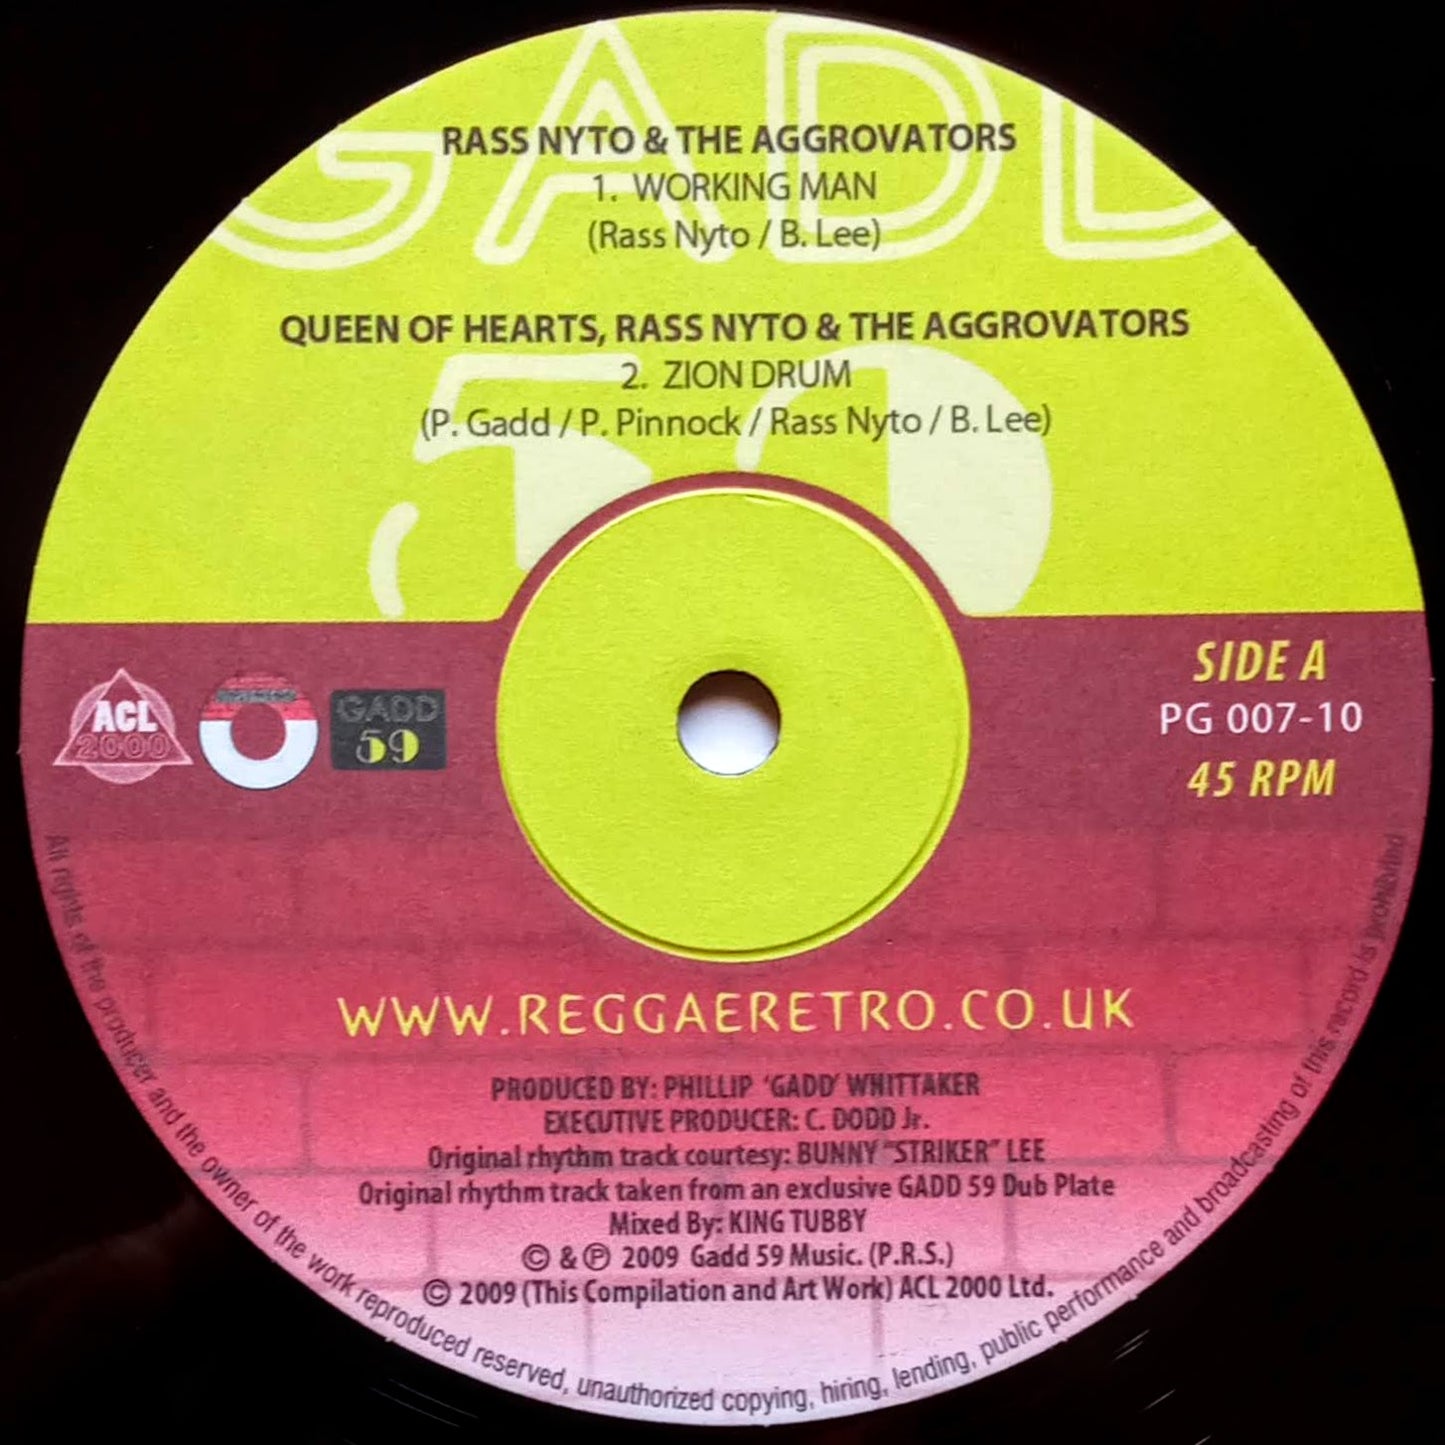 GADD
RASS NYTO & THE AGGROVATORS
1. WORKING MAN
(Rass Nyto / B. Lee)
QUEEN OF HEARTS, RASS NYTO & THE AGGROVATORS
2. ZION DRUM
(P. Gadd / P. Pinnock / Rass Nyto / B. Lee)
59
ACL
2000
GADD
59
SIDE A
PG 007-10
45 RPM
WWW.REGGAERETRO.CO.UK
PRODUCED BY: PHILLIP 'GADD' WHITTAKER
EXECUTIVE PRODUCER: C. DODD Jr.
Original rhythm track courtesy: BUNNY "STRIKER" LEE
Original rhythm track taken from an exclusive GADD 59 Dub Plate
Mixed By: KING TUBBY
© & ℗ 2009 Gadd 59 Music. (P.R.S.)
© 2009 (This Compilation and Art Work) ACL 2000 Ltd.
All rights of the producer and the owner of the work reproduced reserved, unauthorized copying, hiring, lending, public performance and broadcasting of this record is prohibited